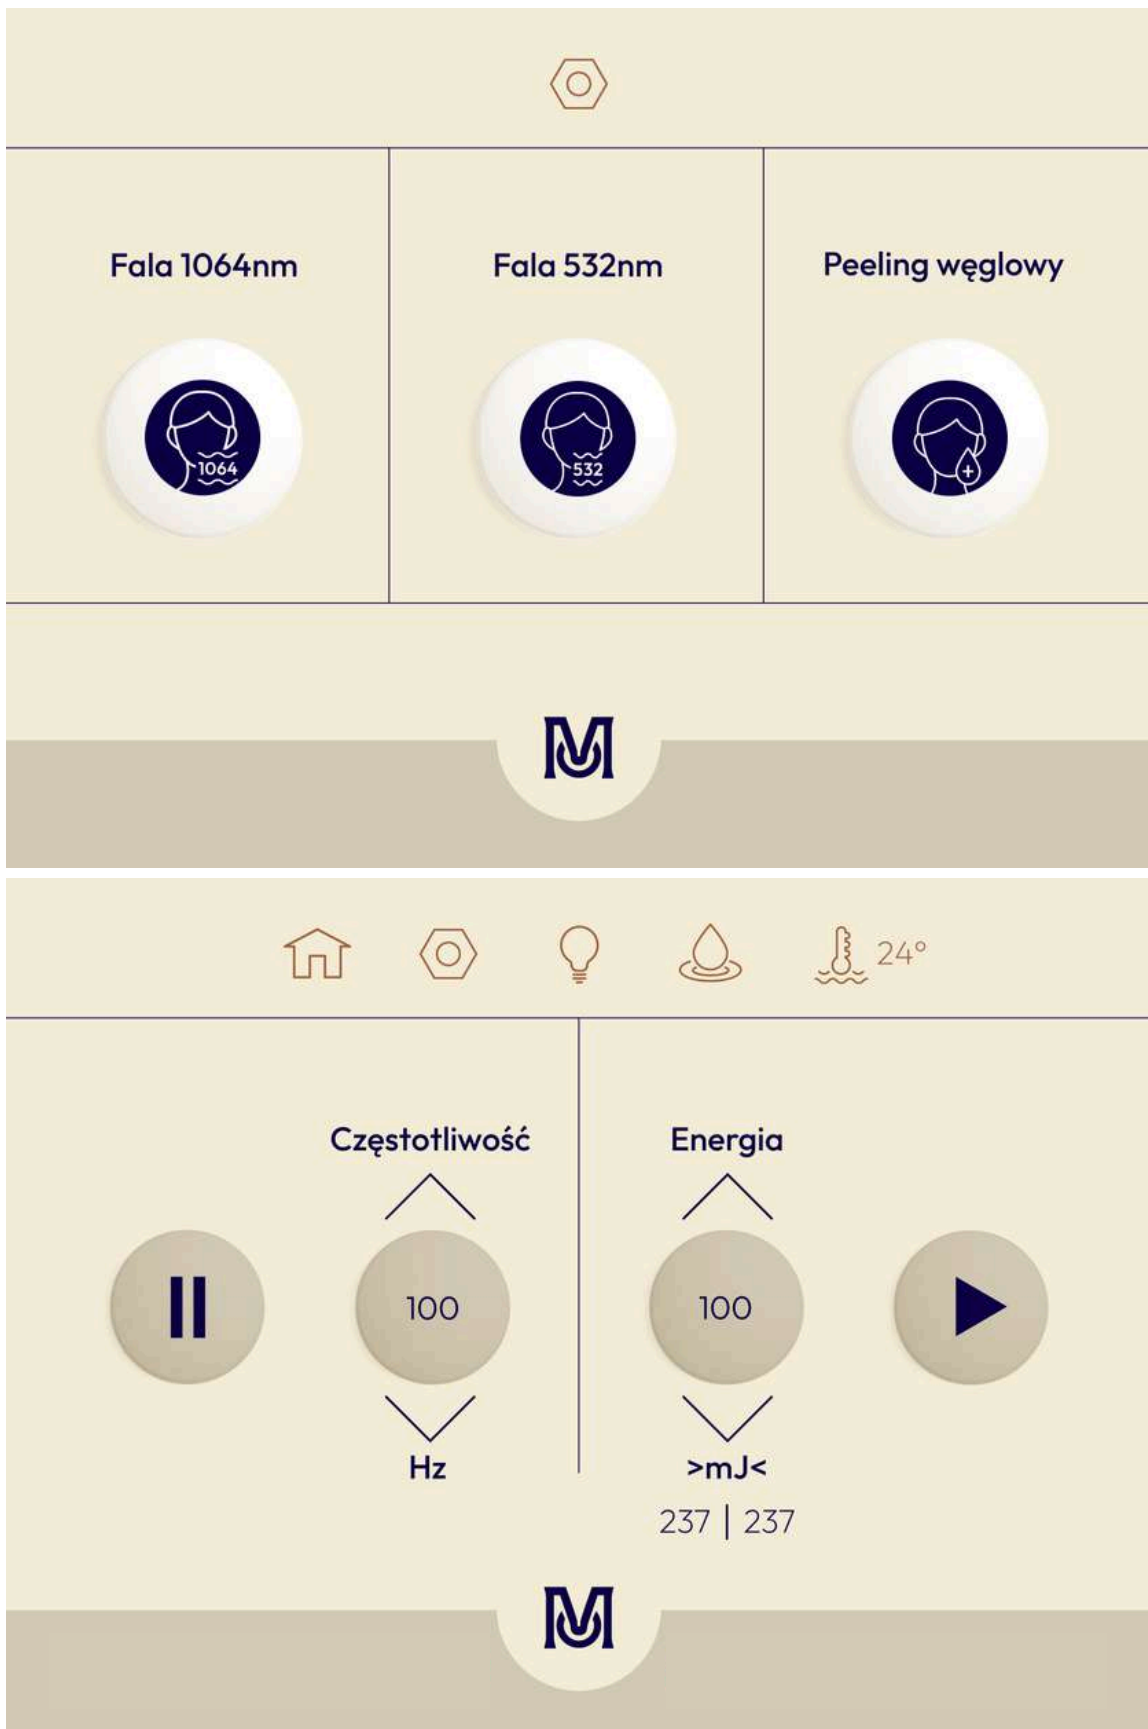 Fala 1064nm
Fala 532nm
Peeling węglowy
1064
532
24°
Częstotliwość
Energia
100
100
Hz
>mJ<
237 | 237